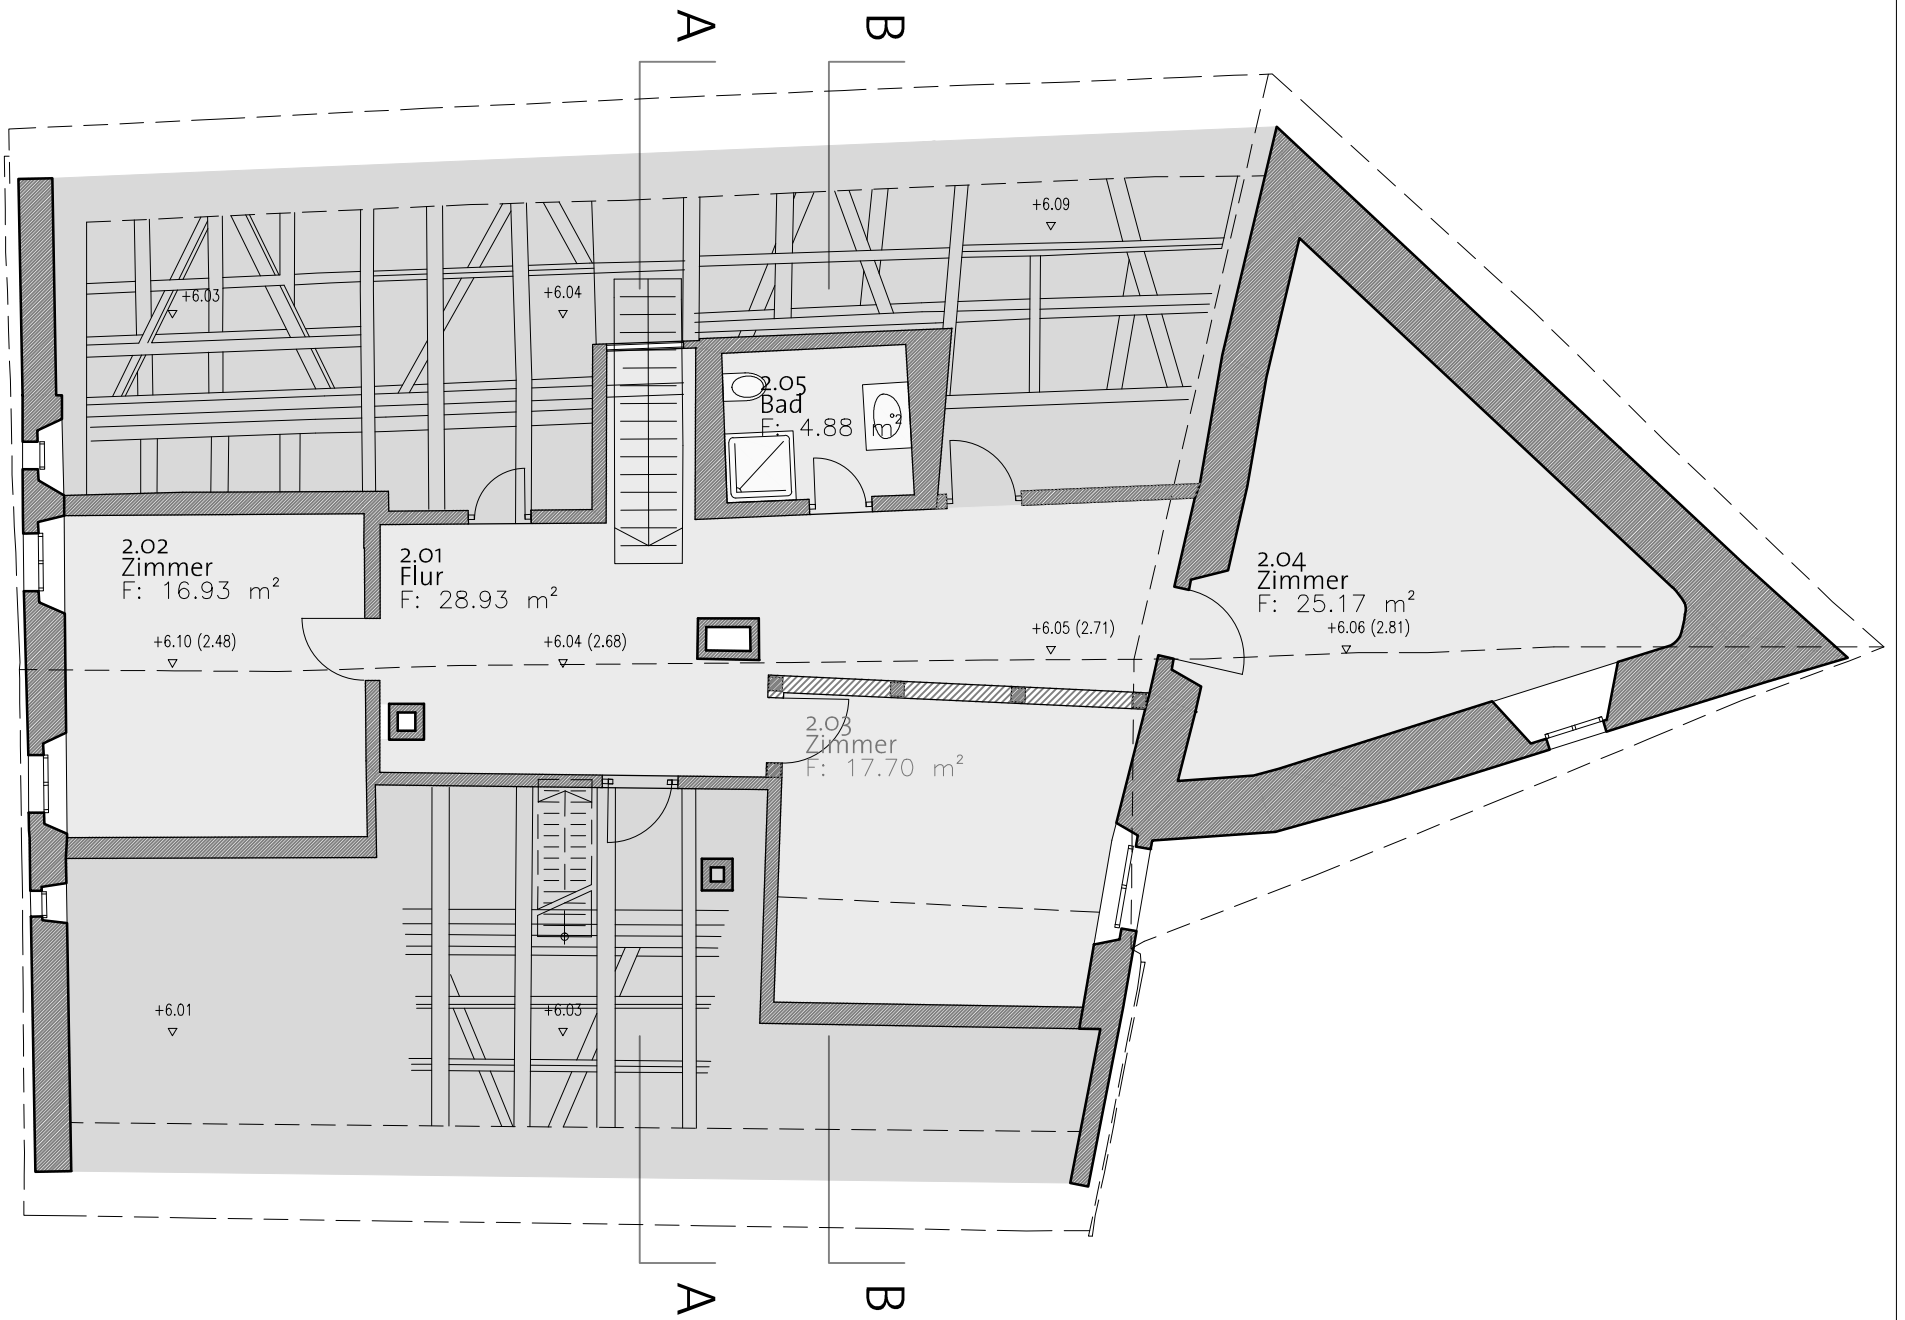 A
B
+6.09
+6.03
+6.04
2.05
Bad
F: 4.88 m²
2.02
Zimmer
F: 16.93 m²
2.01
Flur
F: 28.93 m²
2.04
Zimmer
F: 25.17 m²
+6.10 (2.48)
+6.04 (2.68)
+6.05 (2.71)
+6.06 (2.81)
2.03
Zimmer
F: 17.70 m²
+6.01
+6.03
A
B